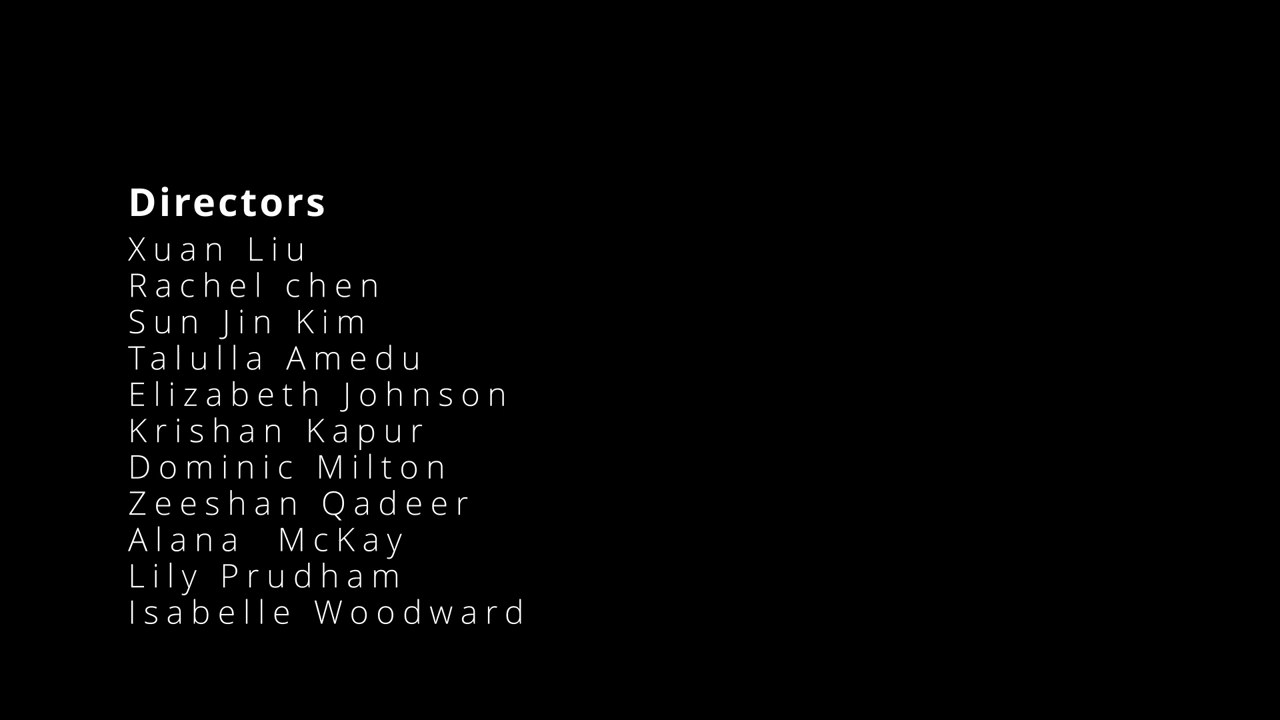 Directors
Xuan Liu
Rachel chen
Sun Jin Kim
Talulla Amedu
Elizabeth Johnson
Krishan Kapur
Dominic Milton
Zeeshan Qadeer
Alana  McKay
Lily Prudham
Isabelle Woodward